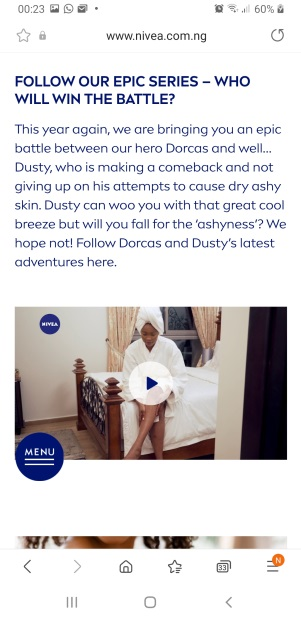 00:23
60%
www.nivea.com.ng
FOLLOW OUR EPIC SERIES – WHO
WILL WIN THE BATTLE?
This year again, we are bringing you an epic
battle between our hero Dorcas and well...
Dusty, who is making a comeback and not
giving up on his attempts to cause dry ashy
skin. Dusty can woo you with that great cool
breeze but will you fall for the ‘ashyness’? We
hope not! Follow Dorcas and Dusty’s latest
adventures here.
NIVEA
MENU
33
N